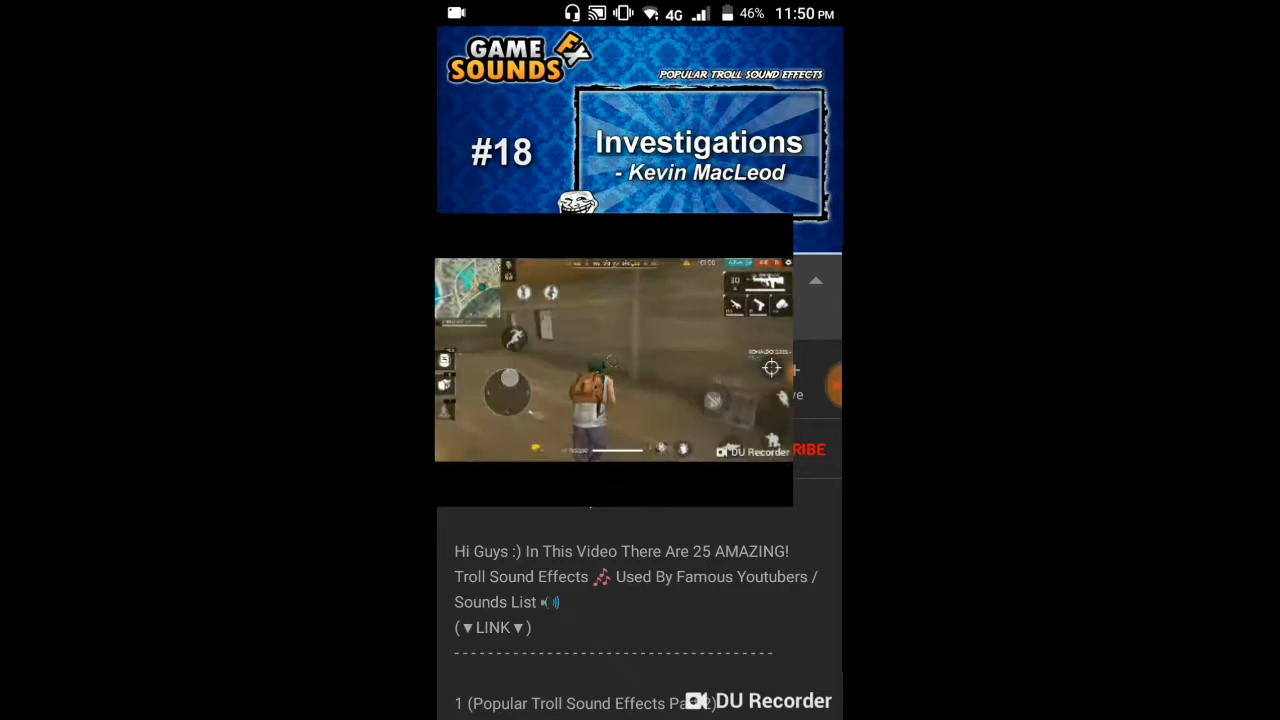 4G
46%
11:50 PM
GAME
SOUNDS
FX
POPULAR TROLL SOUND EFFECTS
#18
Investigations
- Kevin MacLeod
DU Recorder
RIBE
Hi Guys :) In This Video There Are 25 AMAZING!
Troll Sound Effects 🎶 Used By Famous Youtubers /
Sounds List 🔊
(▼LINK▼)
- - - - - - - - - - - - - - - - - - - - - - - - - - - - - - - - - - - - - -
1 (Popular Troll Sound Effects
DU Recorder